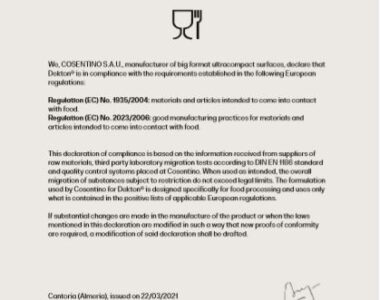 We, COSENTINO S.A.U., manufacturer of big format ultracompact surfaces, declare that
Dekton® is in compliance with the requirements established in the following European
regulations:
Regulation (EC) No. 1935/2004: materials and articles intended to come into contact
with food.
Regulation (EC) No. 2023/2006: good manufacturing practices for materials and
articles intended to come into contact with food.
This declaration of compliance is based on the information received from suppliers of
raw materials, third party laboratory migration tests according to DIN EN 1186 standard
and quality control systems placed at Cosentino. When used as intended, the overall
migration of substances subject to restriction do not exceed legal limits. The formulation
used by Cosentino for Dekton® is designed specifically for food processing and uses only
what is contained in the positive lists of applicable European regulations.
If substantial changes are made in the manufacture of the product or when the laws
mentioned in this declaration are modified in such a way that new proofs of conformity
are required, a modification of said declaration shall be drafted.
Cantoria (Almeria), issued on 22/03/2021